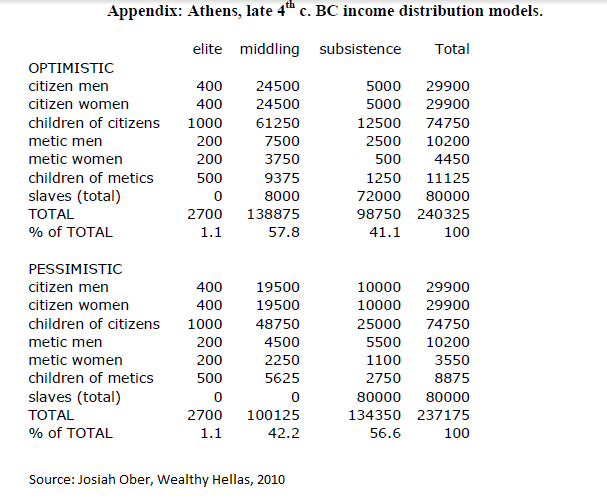 Appendix: Athens, late 4th c. BC income distribution models.
elite middling subsistence Total
OPTIMISTIC
citizen men 400 24500 5000 29900
citizen women 400 24500 5000 29900
children of citizens 1000 61250 12500 74750
metic men 200 7500 2500 10200
metic women 200 3750 500 4450
children of metics 500 9375 1250 11125
slaves (total) 0 8000 72000 80000
TOTAL 2700 138875 98750 240325
% of TOTAL 1.1 57.8 41.1 100
PESSIMISTIC
citizen men 400 19500 10000 29900
citizen women 400 19500 10000 29900
children of citizens 1000 48750 25000 74750
metic men 200 4500 5500 10200
metic women 200 2250 1100 3550
children of metics 500 5625 2750 8875
slaves (total) 0 0 80000 80000
TOTAL 2700 100125 134350 237175
% of TOTAL 1.1 42.2 56.6 100
Source: Josiah Ober, Wealthy Hellas, 2010